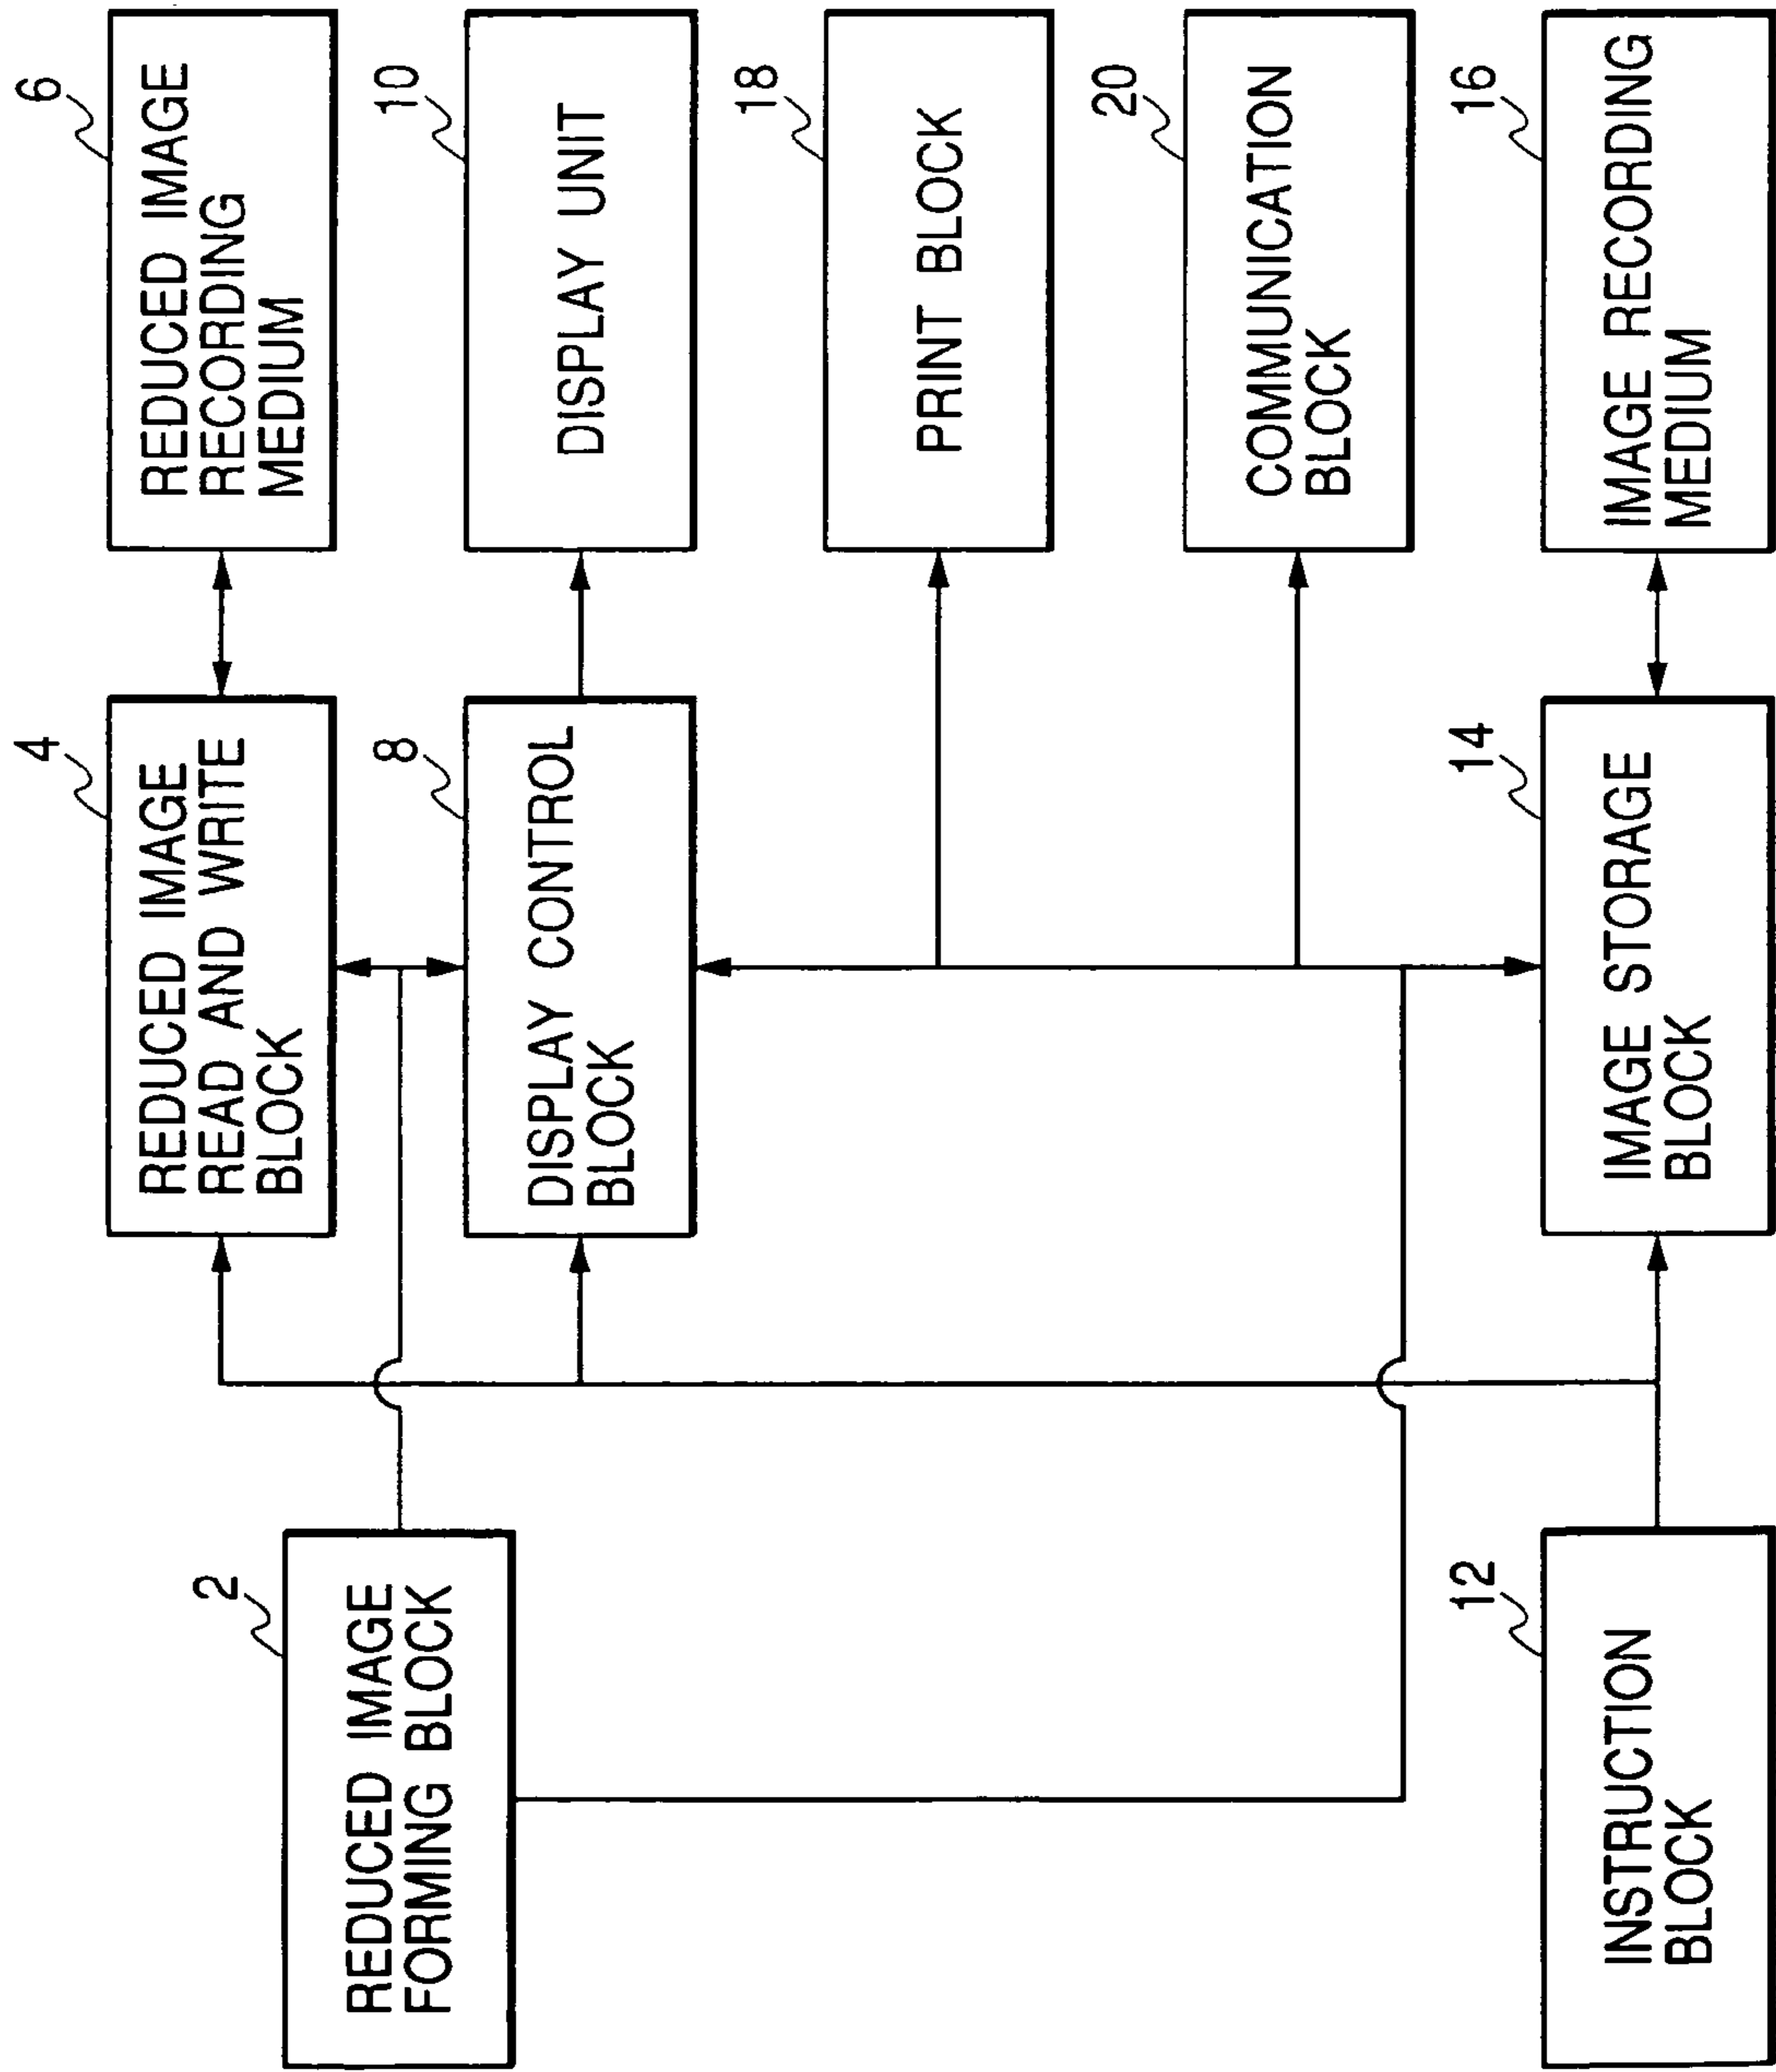 2
REDUCED IMAGE
FORMING BLOCK
4
REDUCED IMAGE
READ AND WRITE
BLOCK
6
REDUCED IMAGE
RECORDING
MEDIUM
8
DISPLAY CONTROL
BLOCK
10
DISPLAY UNIT
18
PRINT BLOCK
20
COMMUNICATION
BLOCK
12
INSTRUCTION
BLOCK
14
IMAGE STORAGE
BLOCK
16
IMAGE RECORDING
MEDIUM